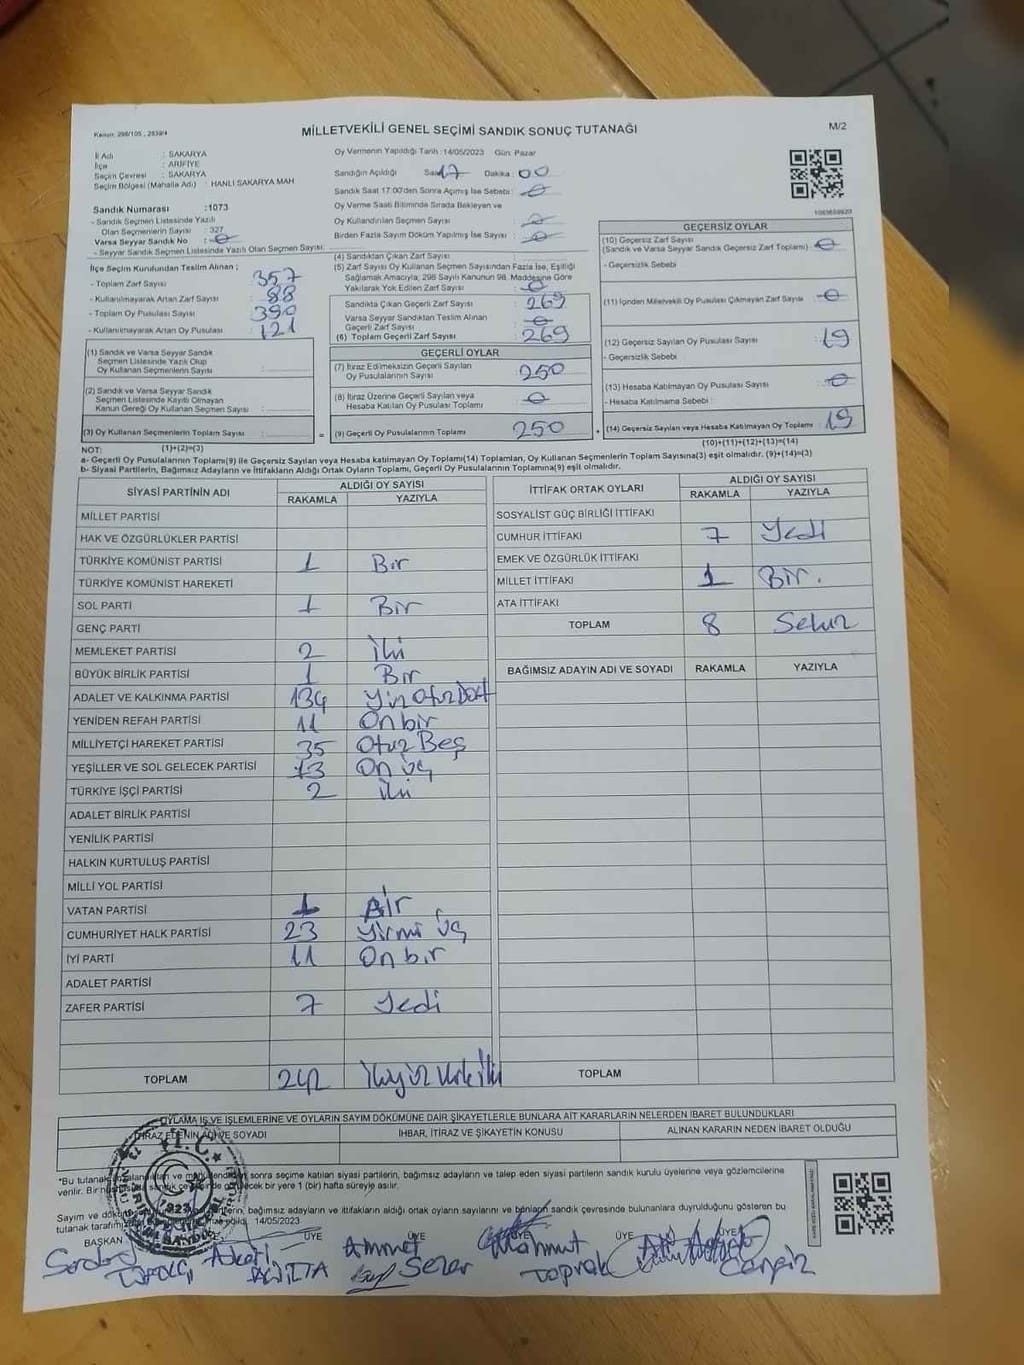 Kanun: 298/105 , 2839/4
MİLLETVEKİLİ GENEL SEÇİMİ SANDIK SONUÇ TUTANAĞI
M/2
İl Adı : SAKARYA
İlçe : ARİFİYE
Seçim Çevresi : SAKARYA
Seçim Bölgesi (Mahalle Adı) : HANLI SAKARYA MAH
Sandık Numarası :1073
- Sandık Seçmen Listesinde Yazılı
Olan Seçmenlerin Sayısı : 327
Varsa Seyyar Sandık No :
- Seyyar Sandık Seçmen Listesinde Yazılı Olan Seçmen Sayısı:
İlçe Seçim Kurulundan Teslim Alınan ;
- Toplam Zarf Sayısı : 357
- Kullanılmayarak Artan Zarf Sayısı : 88
- Toplam Oy Pusulası Sayısı : 390
- Kullanılmayarak Artan Oy Pusulası : 121
(1) Sandık ve Varsa Seyyar Sandık
Seçmen Listesinde Yazılı Olup
Oy Kullanan Seçmenlerin Sayısı :
(2) Sandık ve Varsa Seyyar Sandık
Seçmen Listesinde Kayıtlı Olmayan
Kanun Gereği Oy Kullanan Seçmen Sayısı :
(3) Oy Kullanan Seçmenlerin Toplam Sayısı :
Oy Vermenin Yapıldığı Tarih :14/05/2023 Gün: Pazar
Sandığın Açıldığı Saat: 17 Dakika : 00
Sandık Saat 17:00'den Sonra Açmış İse Sebebi :
Oy Verme Saati Bitiminde Sırada Bekleyen ve
Oy Kullandırılan Seçmen Sayısı :
Birden Fazla Sayım Döküm Yapılmış İse Sayısı :
(4) Sandıktan Çıkan Zarf Sayısı :
(5) Zarf Sayısı Oy Kullanan Seçmen Sayısından Fazla İse, Eşitliği
Sağlamak Amacıyla; 298 Sayılı Kanunun 98. Maddesine Göre
Yakılarak Yok Edilen Zarf Sayısı :
Sandıkta Çıkan Geçerli Zarf Sayısı : 269
Varsa Seyyar Sandıktan Teslim Alınan
Geçerli Zarf Sayısı :
(6) Toplam Geçerli Zarf Sayısı : 269
GEÇERLİ OYLAR
(7) İtiraz Edilmeksizin Geçerli Sayılan
Oy Pusulalarının Sayısı : 250
(8) İtiraz Üzerine Geçerli Sayılan veya
Hesaba Katılan Oy Pusulası Toplamı :
= (9) Geçerli Oy Pusulalarının Toplamı : 250
1083659920
GEÇERSİZ OYLAR
(10) Geçersiz Zarf Sayısı
(Sandık ve Varsa Seyyar Sandık Geçersiz Zarf Toplamı) :
- Geçersizlik Sebebi
(11) İçinden Milletvekili Oy Pusulası Çıkmayan Zarf Sayısı :
(12) Geçersiz Sayılan Oy Pusulası Sayısı : 19
- Geçersizlik Sebebi
(13) Hesaba Katılmayan Oy Pusulası Sayısı :
- Hesaba Katılmama Sebebi :
+ (14) Geçersiz Sayılan veya Hesaba Katılmayan Oy Toplamı : 19
NOT: (1)+(2)=(3) (10)+(11)+(12)+(13)=(14)
a- Geçerli Oy Pusulalarının Toplamı(9) ile Geçersiz Sayılan veya Hesaba Katılmayan Oy Toplamı(14) Toplamları, Oy Kullanan Seçmenlerin Toplam Sayısına(3) eşit olmalıdır. (9)+(14)=(3)
b- Siyasi Partilerin, Bağımsız Adayların ve İttifakların Aldığı Ortak Oyların Toplamı, Geçerli Oy Pusulalarının Toplamına(9) eşit olmalıdır.
SİYASİ PARTİNİN ADI ALDIĞI OY SAYISI
RAKAMLA YAZIYLA
MİLLET PARTİSİ
HAK VE ÖZGÜRLÜKLER PARTİSİ
TÜRKİYE KOMÜNİST PARTİSİ 1 Bir
TÜRKİYE KOMÜNİST HAREKETİ
SOL PARTİ 1 Bir
GENÇ PARTİ
MEMLEKET PARTİSİ 2 İki
BÜYÜK BİRLİK PARTİSİ 1 Bir
ADALET VE KALKINMA PARTİSİ 134 Yüz Otuz Dört
YENİDEN REFAH PARTİSİ 11 On bir
MİLLİYETÇİ HAREKET PARTİSİ 35 Otuz Beş
YEŞİLLER VE SOL GELECEK PARTİSİ 13 On üç
TÜRKİYE İŞÇİ PARTİSİ 2 iki
ADALET BİRLİK PARTİSİ
YENİLİK PARTİSİ
HALKIN KURTULUŞ PARTİSİ
MİLLİ YOL PARTİSİ
VATAN PARTİSİ 1 Bir
CUMHURİYET HALK PARTİSİ 23 Yirmi üç
İYİ PARTİ 11 On bir
ADALET PARTİSİ
ZAFER PARTİSİ 7 Yedi
TOPLAM 242 İkiyüz Kırk İki
İTTİFAK ORTAK OYLARI ALDIĞI OY SAYISI
RAKAMLA YAZIYLA
SOSYALİST GÜÇ BİRLİĞİ İTTİFAKI
CUMHUR İTTİFAKI 7 Yedi
EMEK VE ÖZGÜRLÜK İTTİFAKI
MİLLET İTTİFAKI 1 Bir.
ATA İTTİFAKI
TOPLAM 8 Sekiz
BAĞIMSIZ ADAYIN ADI VE SOYADI RAKAMLA YAZIYLA
TOPLAM
OYLAMA İŞ VE İŞLEMLERİNE VE OYLARIN SAYIM DÖKÜMÜNE DAİR ŞİKAYETLERLE BUNLARA AİT KARARLARIN NELERDEN İBARET BULUNDUKLARI
İTİRAZ EDENİN ADI VE SOYADI İHBAR, İTİRAZ VE ŞİKAYETİN KONUSU ALINAN KARARIN NEDEN İBARET OLDUĞU
*Bu tutanak sonra seçime katılan siyasi partilerin, bağımsız adayların ve talep eden siyasi partilerin sandık kurulu üyelerine veya gözlemcilerine
verilir. Bir bir yere 1 (bir) hafta süreyle asılır.
Sayım ve bağımsız adayların ve ittifakların aldığı ortak oyların sayılarını ve bunların sandık çevresinde bulunanlara duyrulduğunu gösteren bu
tutanak 14/05/2023
BAŞKAN ÜYE ÜYE ÜYE ÜYE
T.C.
Ahmet Sezer
Mahmut Toprak
Cengiz